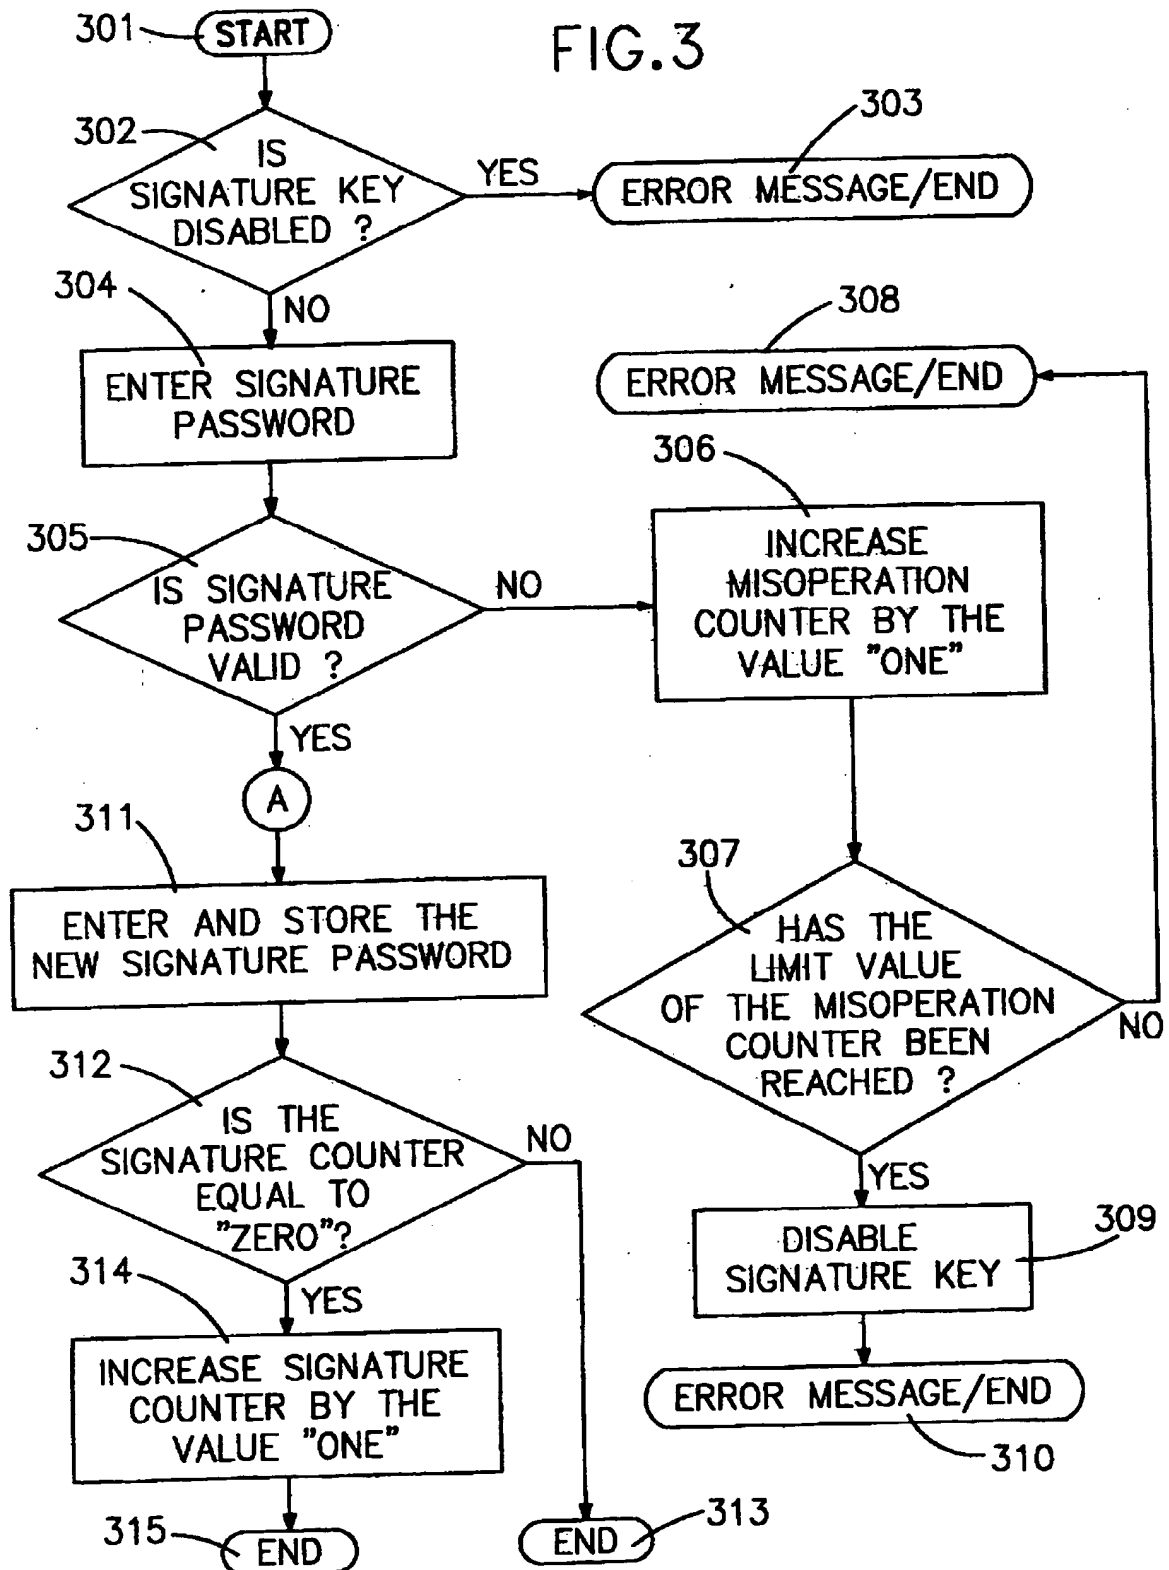 FIG.3
301
START
302
IS
SIGNATURE KEY
DISABLED ?
YES
303
ERROR MESSAGE/END
NO
304
ENTER SIGNATURE
PASSWORD
308
ERROR MESSAGE/END
305
IS SIGNATURE
PASSWORD
VALID ?
NO
306
INCREASE
MISOPERATION
COUNTER BY THE
VALUE "ONE"
YES
A
311
ENTER AND STORE THE
NEW SIGNATURE PASSWORD
307
HAS THE
LIMIT VALUE
OF THE MISOPERATION
COUNTER BEEN
REACHED ?
NO
312
IS THE
SIGNATURE COUNTER
EQUAL TO
"ZERO"?
NO
YES
309
DISABLE
SIGNATURE KEY
314
YES
INCREASE SIGNATURE
COUNTER BY THE
VALUE "ONE"
ERROR MESSAGE/END
310
315
END
END
313